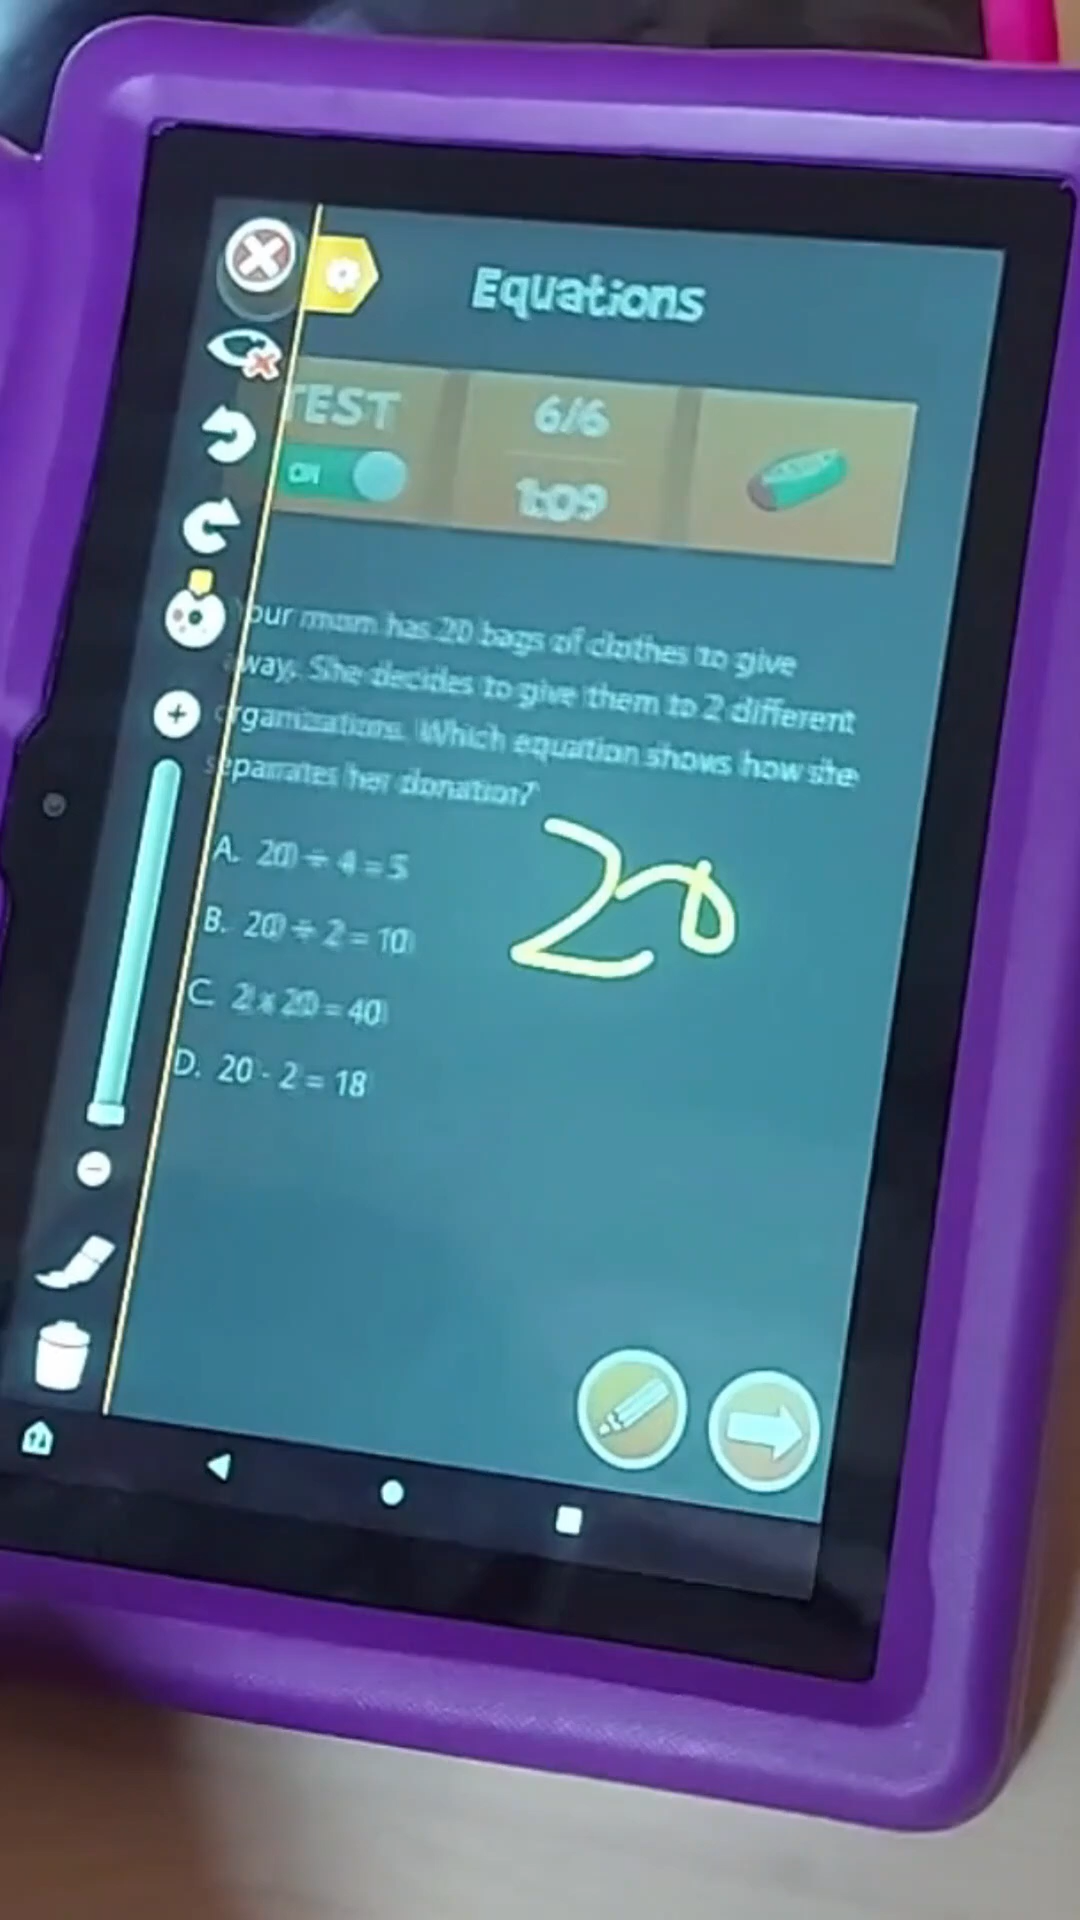 Equations
TEST
6/6
ON
1:09
Your mum has 20 bags of clothes to give
away. She decides to give them to 2 different
organizations. Which equation shows how she
separates her donation?
A. 20 ÷ 4 = 5
B. 20 ÷ 2 = 10
C. 2 x 20 = 40
D. 20 - 2 = 18
20